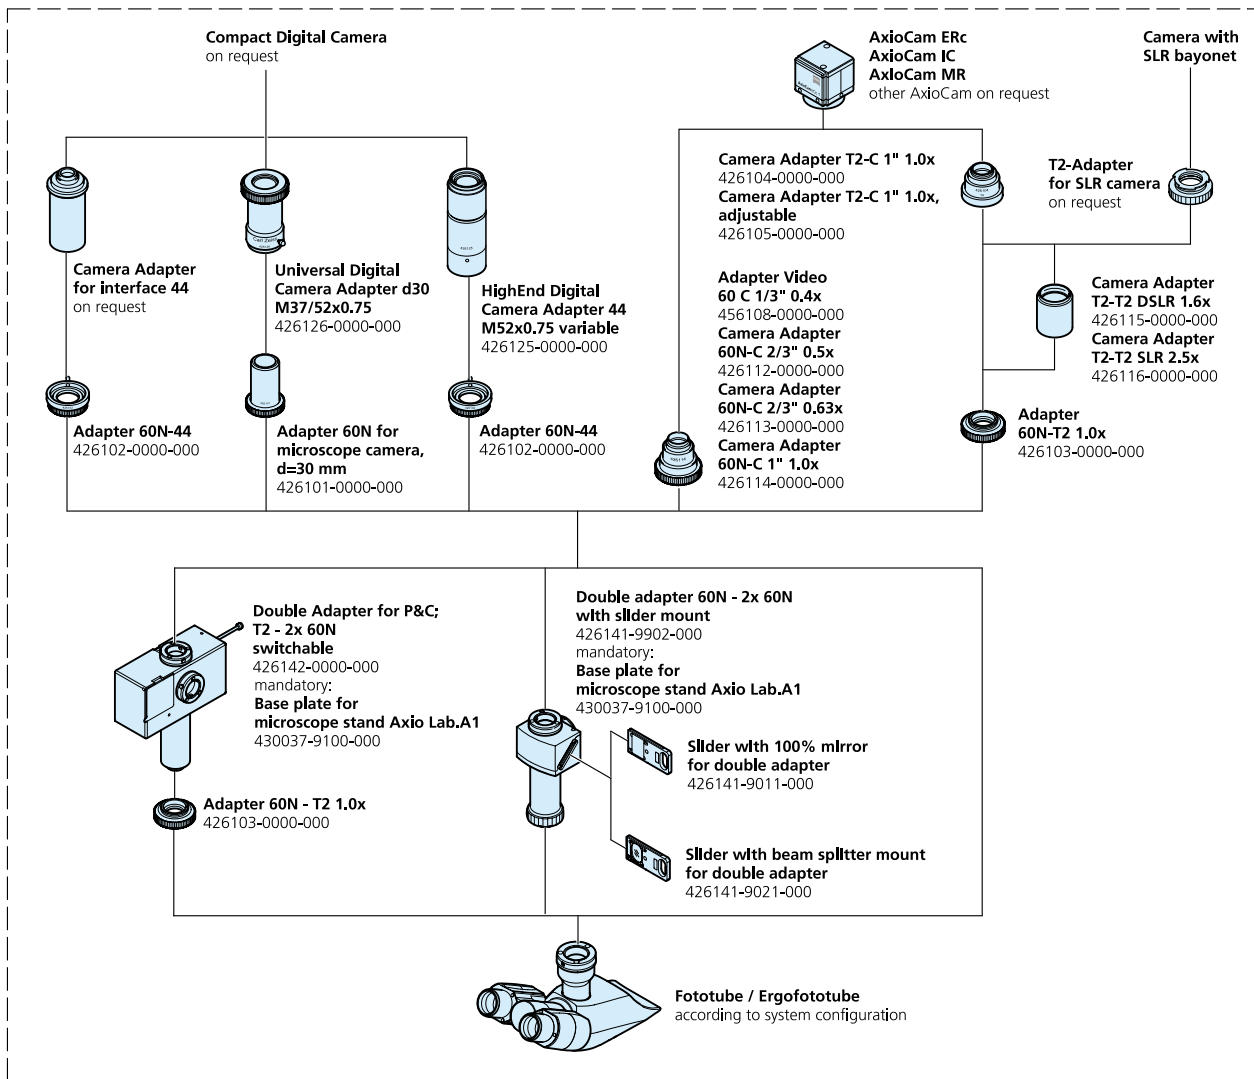 Compact Digital Camera
on request
AxioCam ERc
AxioCam IC
AxioCam MR
other AxioCam on request
Camera with
SLR bayonet
Camera Adapter T2-C 1" 1.0x
426104-0000-000
Camera Adapter T2-C 1" 1.0x,
adjustable
426105-0000-000
T2-Adapter
for SLR camera
on request
Camera Adapter
for interface 44
on request
Carl Zeiss
Universal Digital
Camera Adapter d30
M37/52x0.75
426126-0000-000
426125
HighEnd Digital
Camera Adapter 44
M52x0.75 variable
426125-0000-000
Adapter Video
60 C 1/3" 0.4x
456108-0000-000
Camera Adapter
60N-C 2/3" 0.5x
426112-0000-000
Camera Adapter
60N-C 2/3" 0.63x
426113-0000-000
Camera Adapter
60N-C 1" 1.0x
426114-0000-000
426114
Camera Adapter
T2-T2 DSLR 1.6x
426115-0000-000
Camera Adapter
T2-T2 SLR 2.5x
426116-0000-000
Adapter 60N-44
426102-0000-000
Adapter 60N for
microscope camera,
d=30 mm
426101-0000-000
Adapter 60N-44
426102-0000-000
Adapter
60N-T2 1.0x
426103-0000-000
Double Adapter for P&C;
T2 - 2x 60N
switchable
426142-0000-000
mandatory:
Base plate for
microscope stand Axio Lab.A1
430037-9100-000
Adapter 60N - T2 1.0x
426103-0000-000
Double adapter 60N - 2x 60N
with slider mount
426141-9902-000
mandatory:
Base plate for
microscope stand Axio Lab.A1
430037-9100-000
Slider with 100% mirror
for double adapter
426141-9011-000
Slider with beam splitter mount
for double adapter
426141-9021-000
Fototube / Ergofototube
according to system configuration